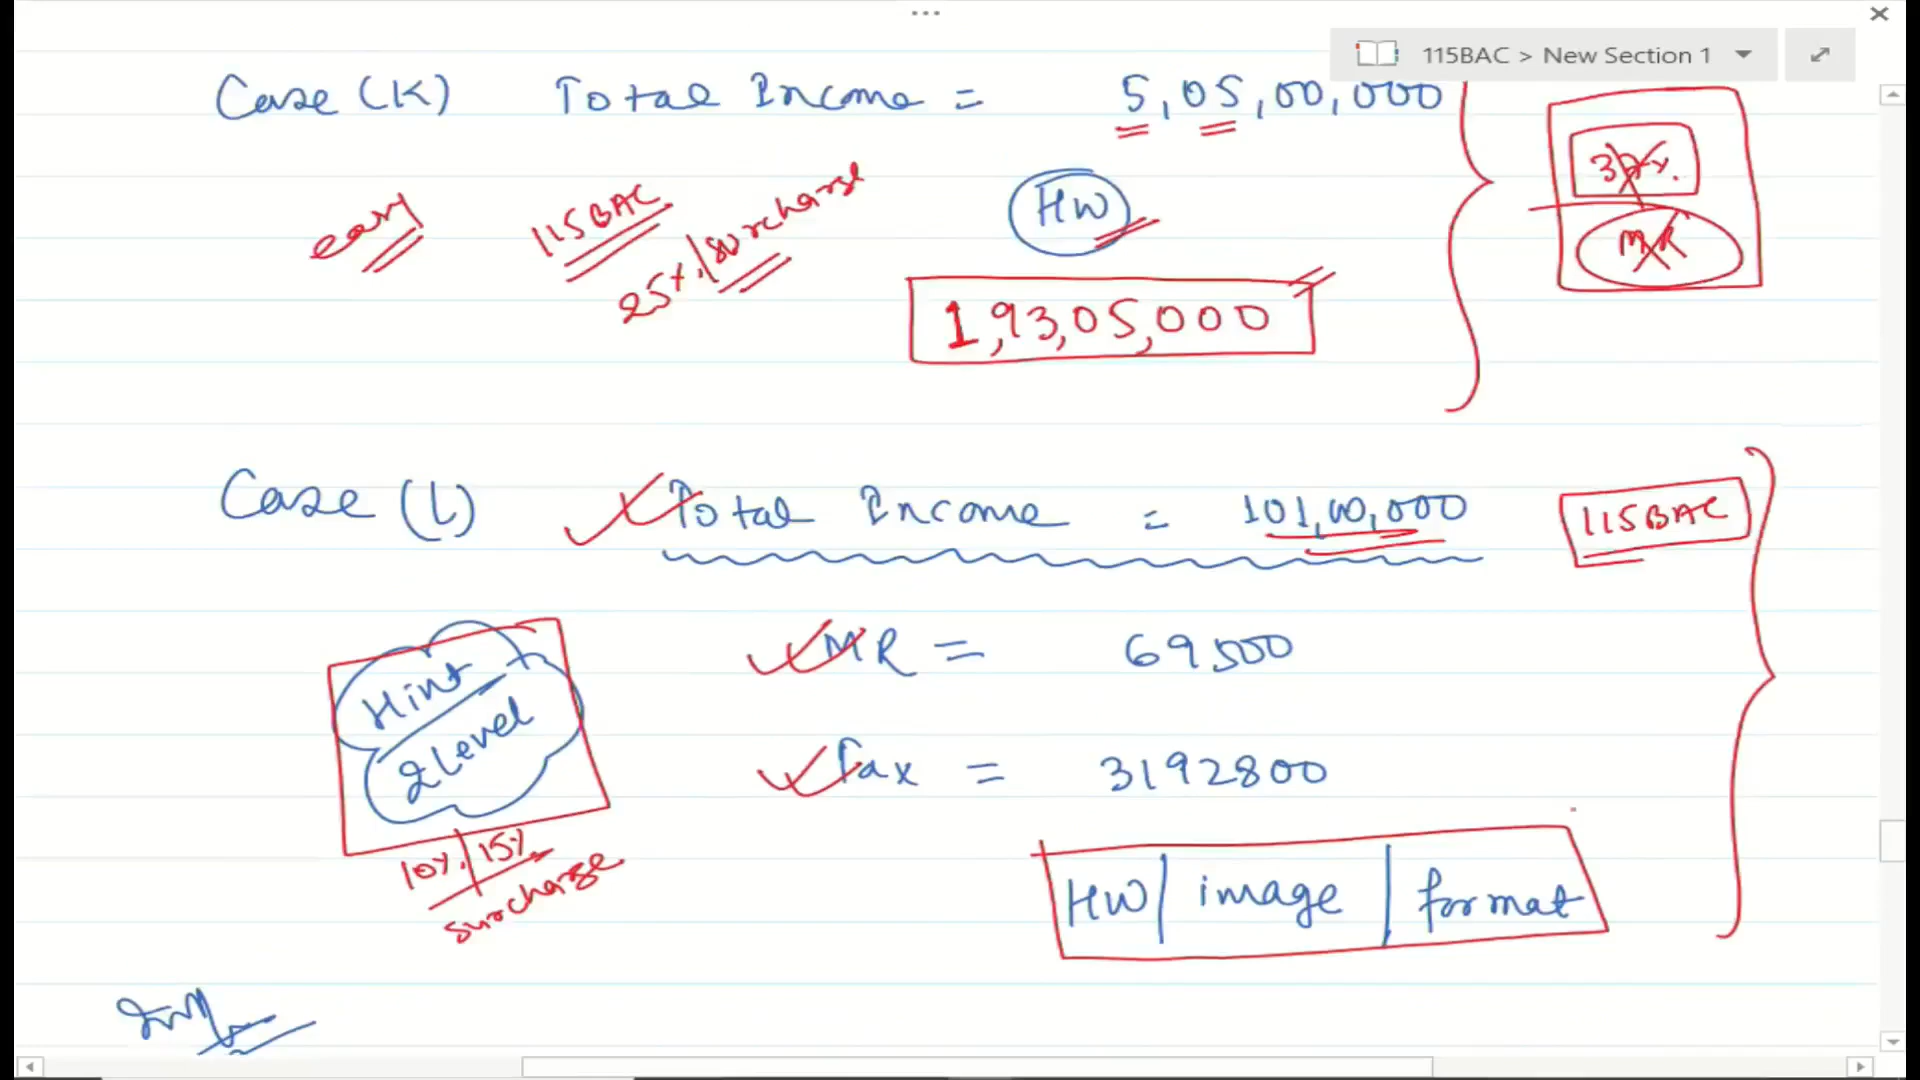 115BAC > New Section 1
Case (K) Total Income = 5,05,00,000
37%.
MR
easy
115BAC
25% surcharge
HW
1,93,05,000
Case (L) Total Income = 101,00,000
115BAC
MR = 69500
Hint
2 Level
Tax = 3192800
10% | 15%
surcharge
HW | image | format